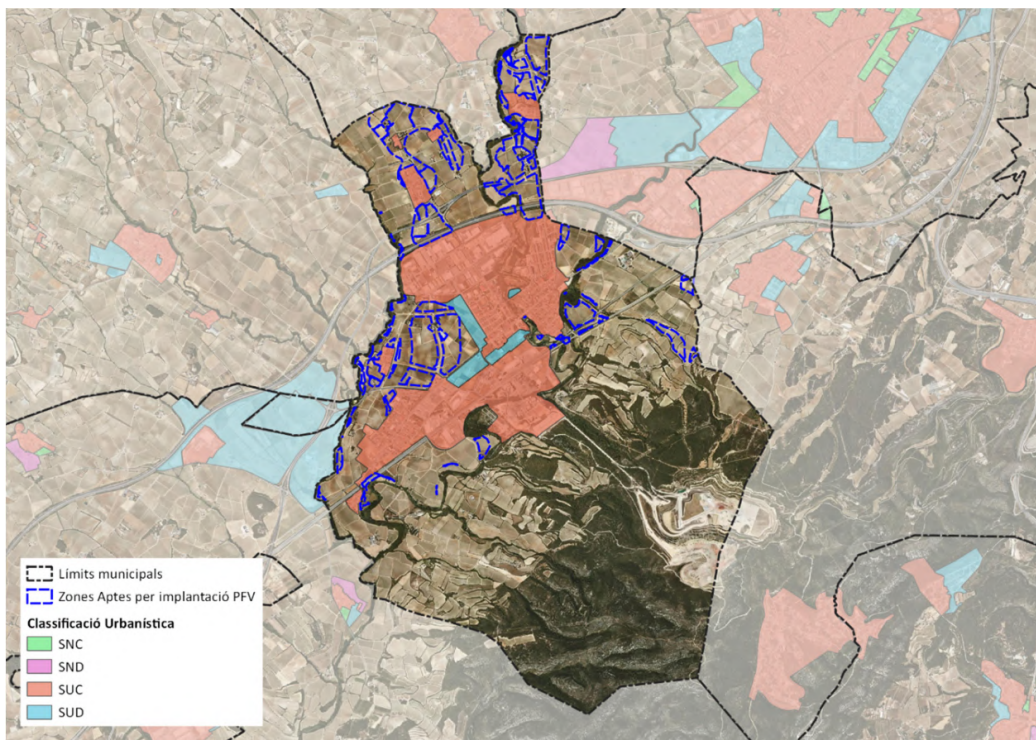 Límits municipals
Zones Aptes per implantació PFV
Classificació Urbanística
SNC
SND
SUC
SUD